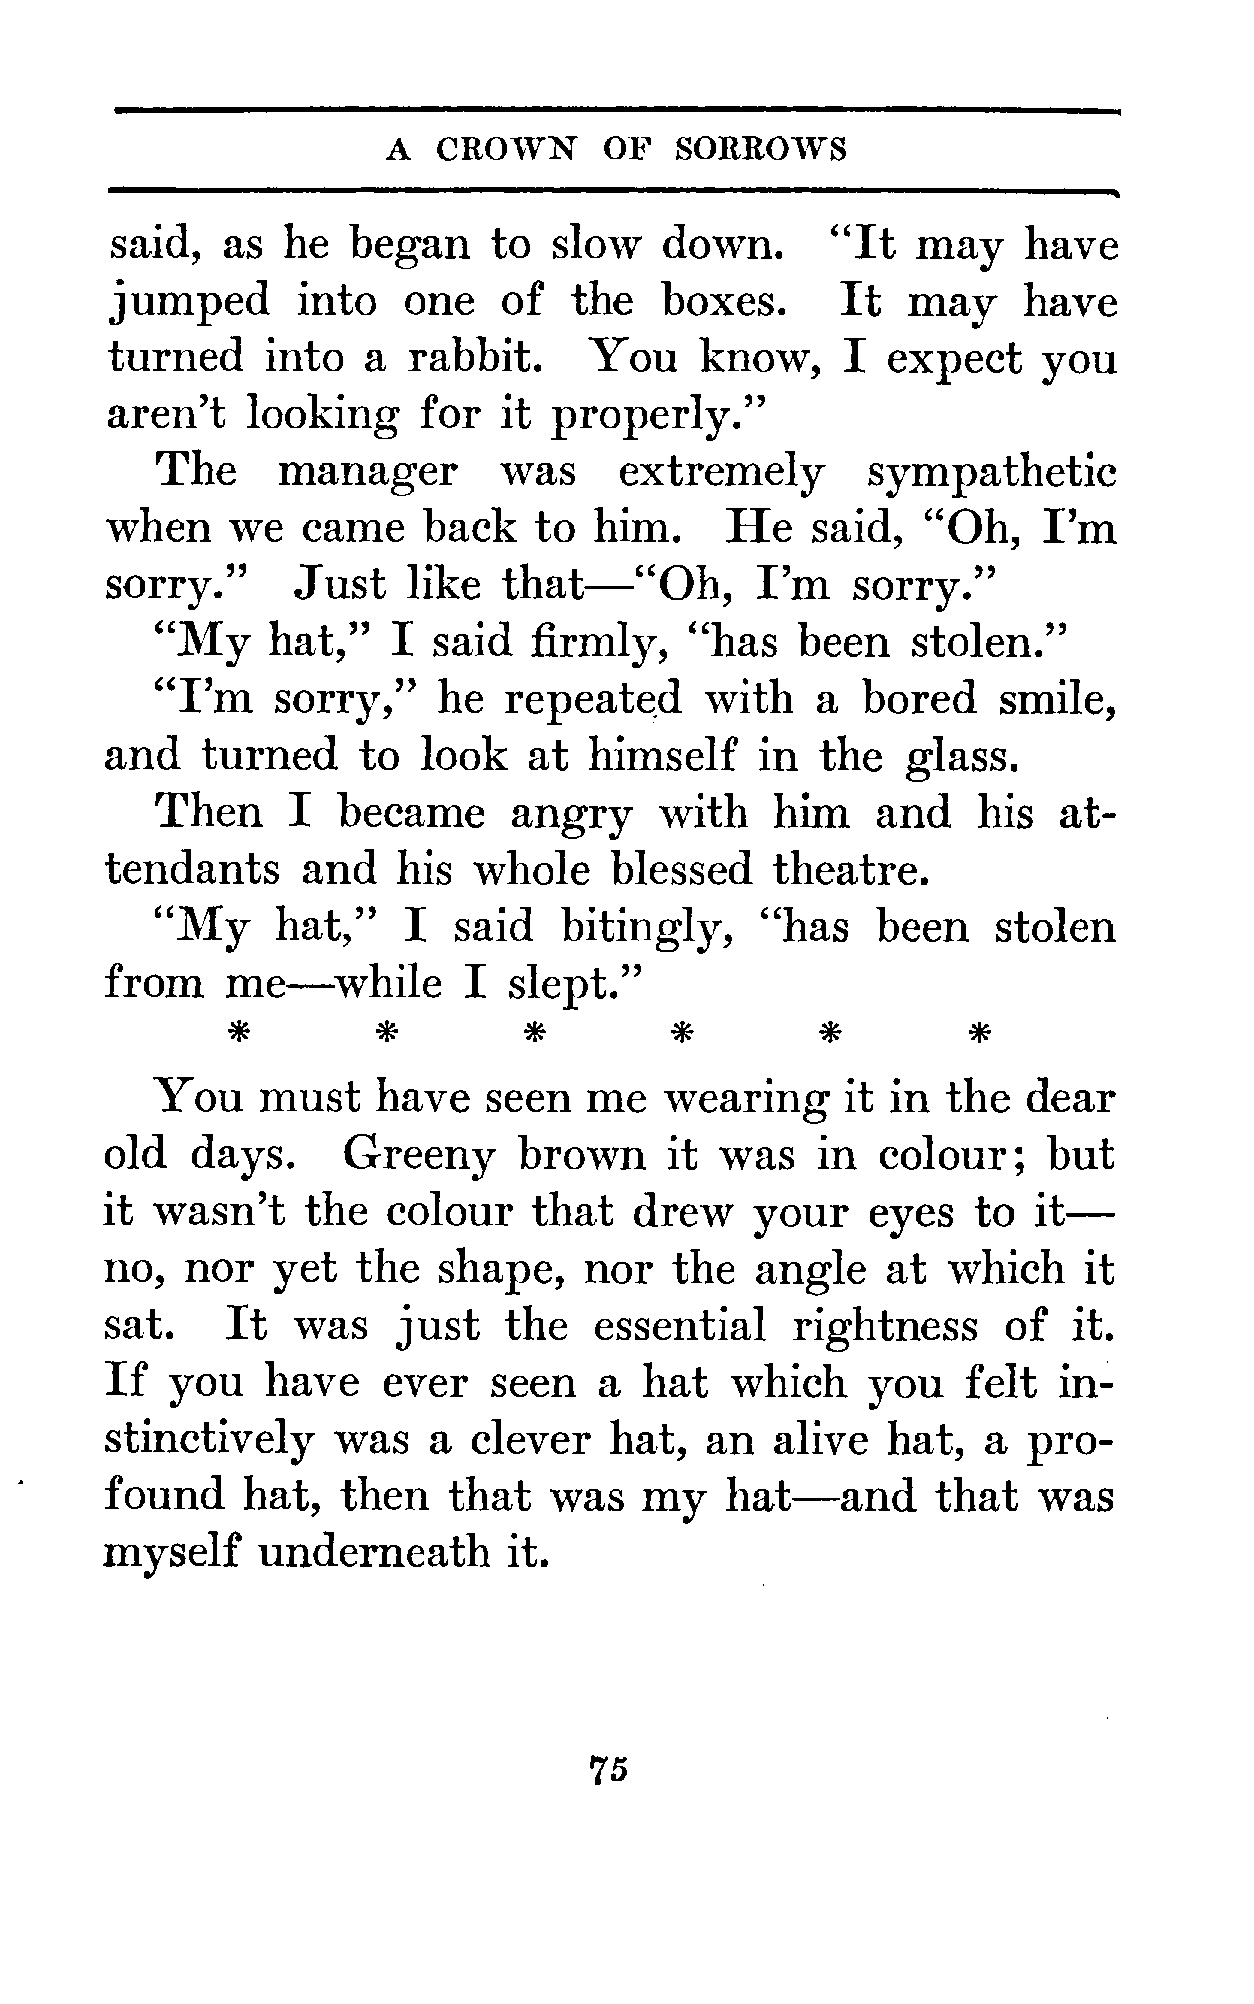 A CROWN OF SORROWS
said, as he began to slow down. "It may have
jumped into one of the boxes. It may have
turned into a rabbit. You know, I expect you
aren't looking for it properly."
The manager was extremely sympathetic
when we came back to him. He said, "Oh, I'm
sorry." Just like that—"Oh, I'm sorry."
"My hat," I said firmly, "has been stolen."
"I'm sorry," he repeated with a bored smile,
and turned to look at himself in the glass.
Then I became angry with him and his at-
tendants and his whole blessed theatre.
"My hat," I said bitingly, "has been stolen
from me—while I slept."
* * * * * *
You must have seen me wearing it in the dear
old days. Greeny brown it was in colour; but
it wasn't the colour that drew your eyes to it—
no, nor yet the shape, nor the angle at which it
sat. It was just the essential rightness of it.
If you have ever seen a hat which you felt in-
stinctively was a clever hat, an alive hat, a pro-
found hat, then that was my hat—and that was
myself underneath it.
75